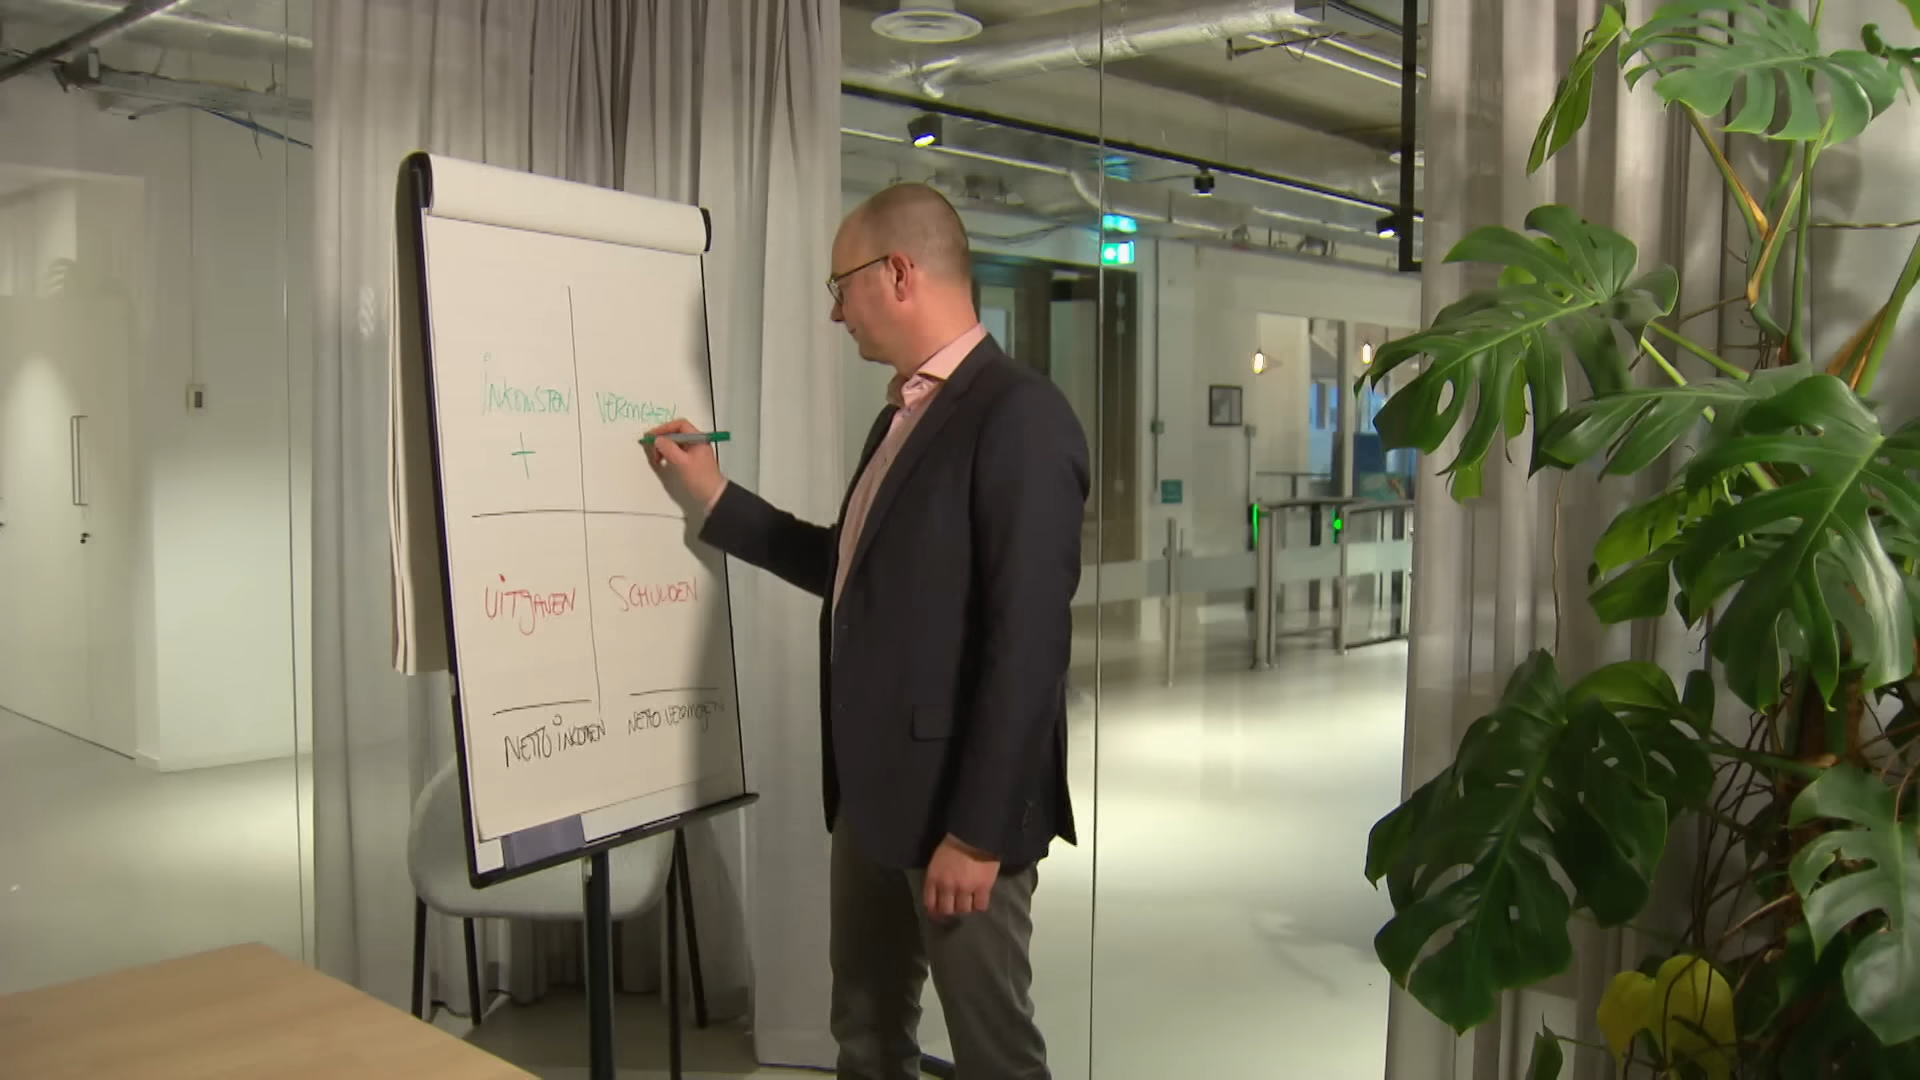 iNKOMSTEN
VERMOGEN
+
UiTgAVEN
SCHULDEN
NETTO iNKOMEN
NETTO VERMOGEN